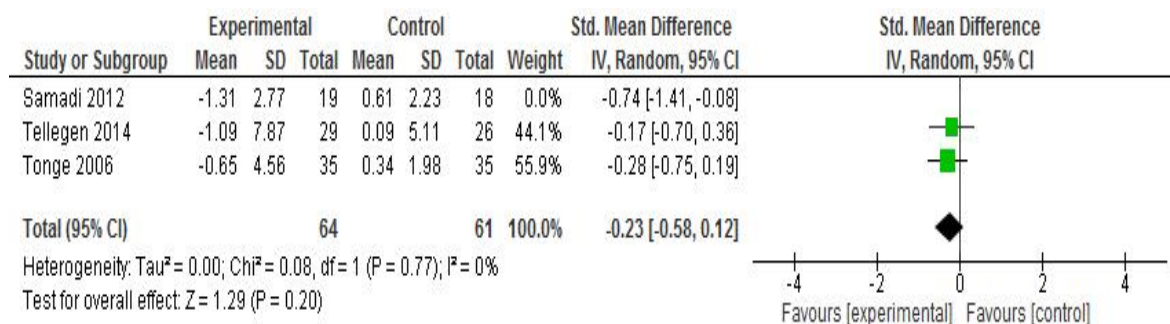 Experimental Control Std. Mean Difference Std. Mean Difference
Study or Subgroup Mean SD Total Mean SD Total Weight IV, Random, 95% CI IV, Random, 95% CI
Samadi 2012 -1.31 2.77 19 0.61 2.23 18 0.0% -0.74 [-1.41, -0.08]
Tellegen 2014 -1.09 7.87 29 0.09 5.11 26 44.1% -0.17 [-0.70, 0.36]
Tonge 2006 -0.65 4.56 35 0.34 1.98 35 55.9% -0.28 [-0.75, 0.19]
Total (95% CI) 64 61 100.0% -0.23 [-0.58, 0.12]
Heterogeneity: Tau² = 0.00; Chi² = 0.08, df = 1 (P = 0.77); I² = 0%
Test for overall effect: Z = 1.29 (P = 0.20)
-4 -2 0 2 4
Favours [experimental] Favours [control]